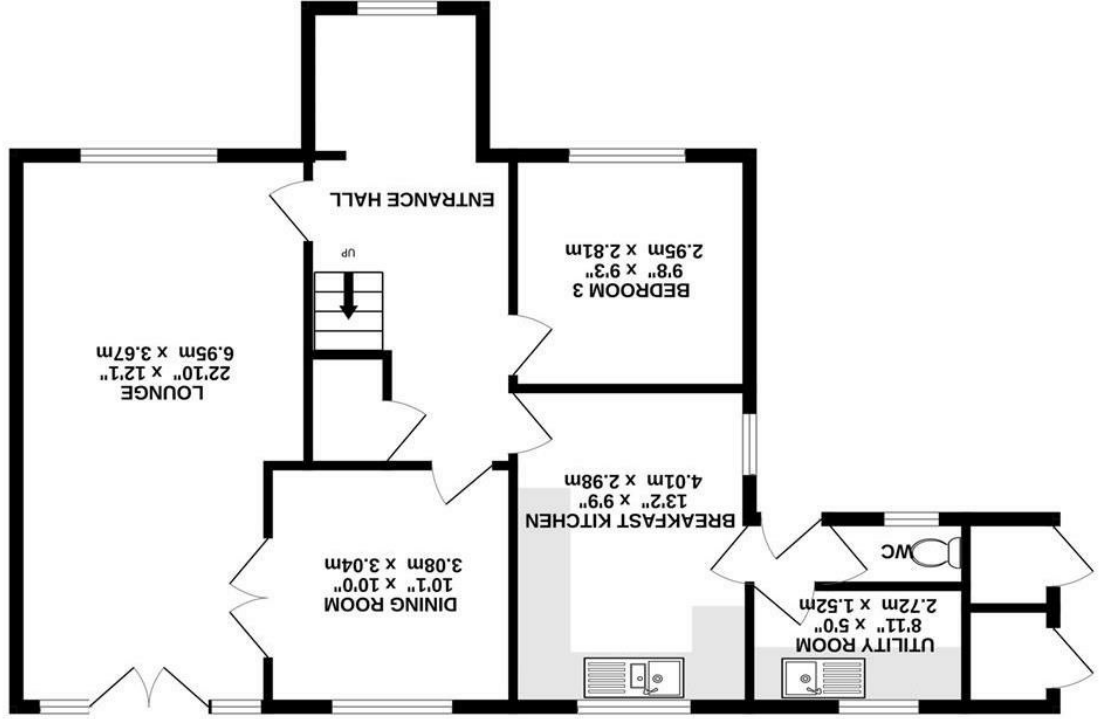 UTILITY ROOM
8'11" x 5'0"
2.72m x 1.52m
DINING ROOM
10'1" x 10'0"
3.08m x 3.04m
WC
BREAKFAST KITCHEN
13'2" x 9'9"
4.01m x 2.98m
LOUNGE
22'10" x 12'1"
6.95m x 3.67m
BEDROOM 3
9'8" x 9'3"
2.95m x 2.81m
UP
ENTRANCE HALL